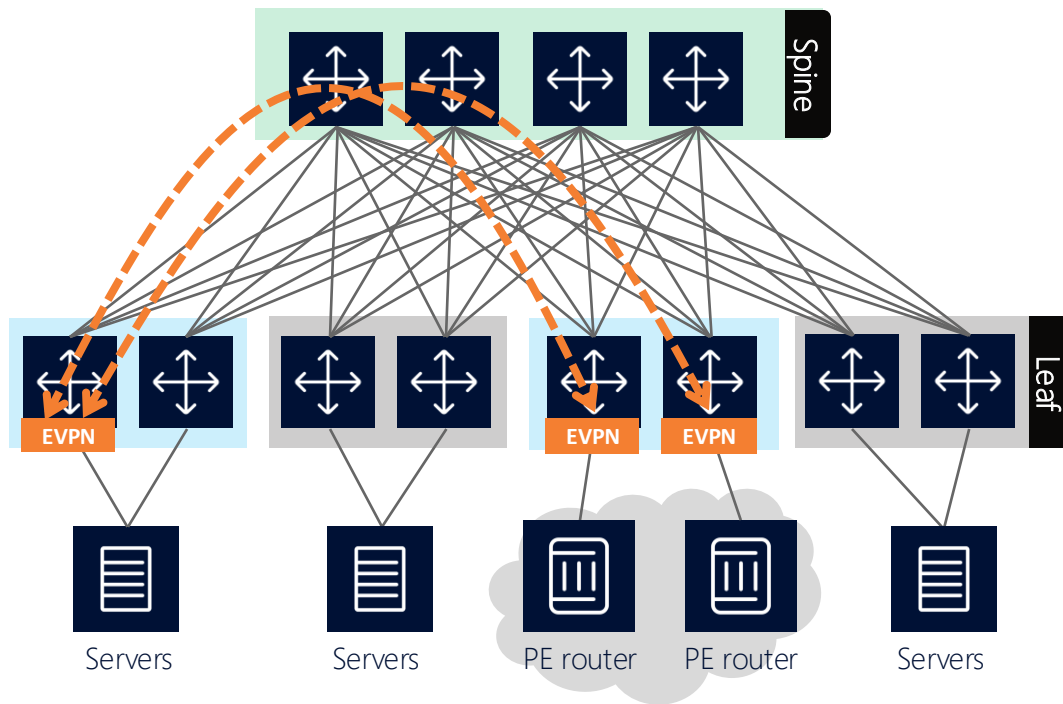 Spine
Leaf
EVPN
EVPN
EVPN
Servers
Servers
PE router
PE router
Servers